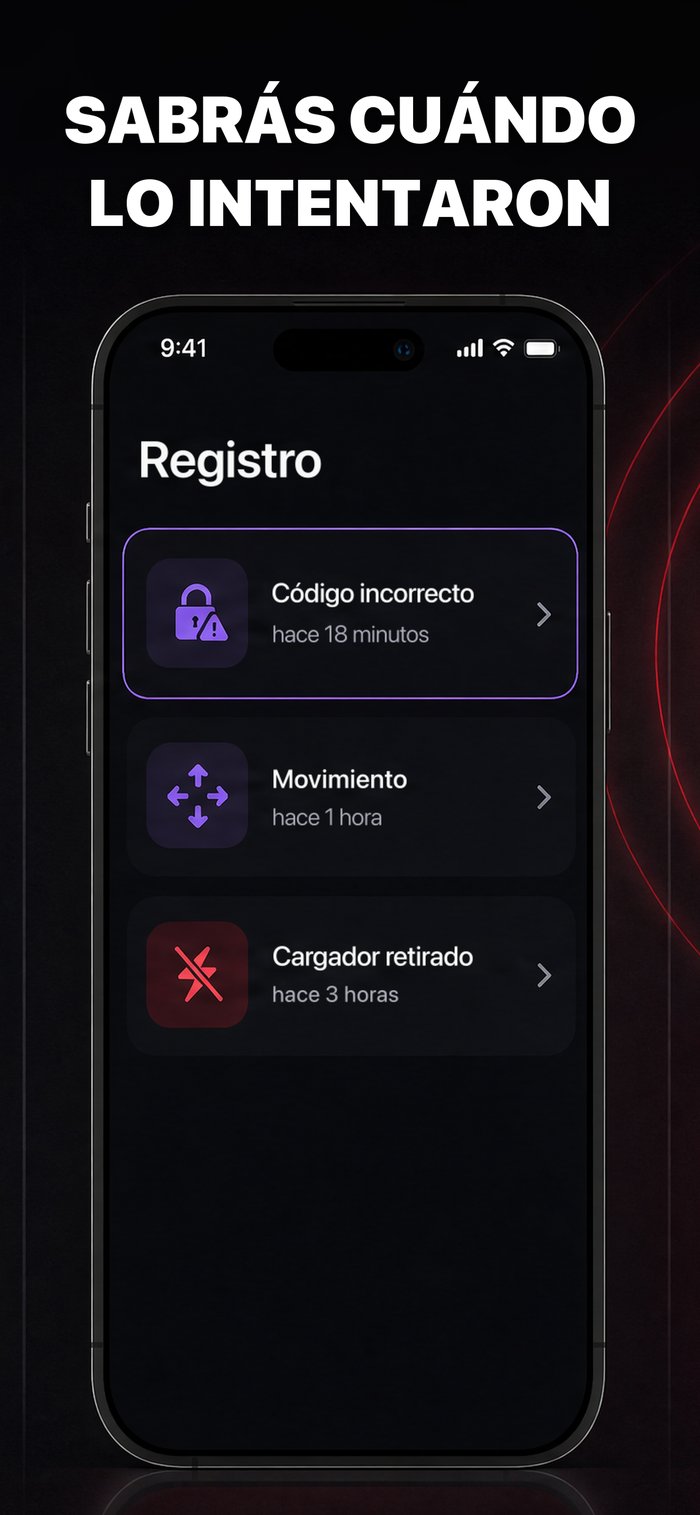 SABRÁS CUÁNDO
LO INTENTARON
9:41
Registro
Código incorrecto
hace 18 minutos
Movimiento
hace 1 hora
Cargador retirado
hace 3 horas